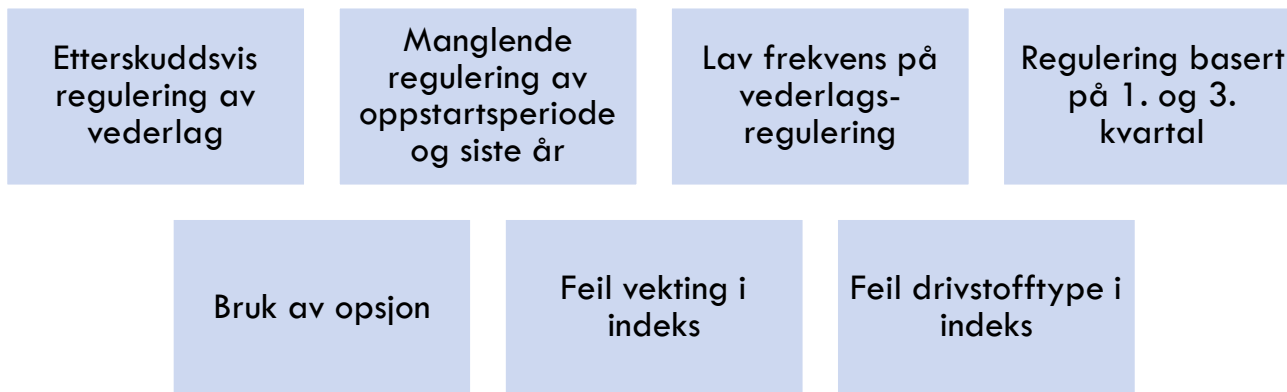 Etterskuddsvis
regulering av
vederlag
Manglende
regulering av
oppstartsperiode
og siste år
Lav frekvens på
vederlags-
regulering
Regulering basert
på 1. og 3.
kvartal
Bruk av opsjon
Feil vekting i
indeks
Feil drivstofftype i
indeks